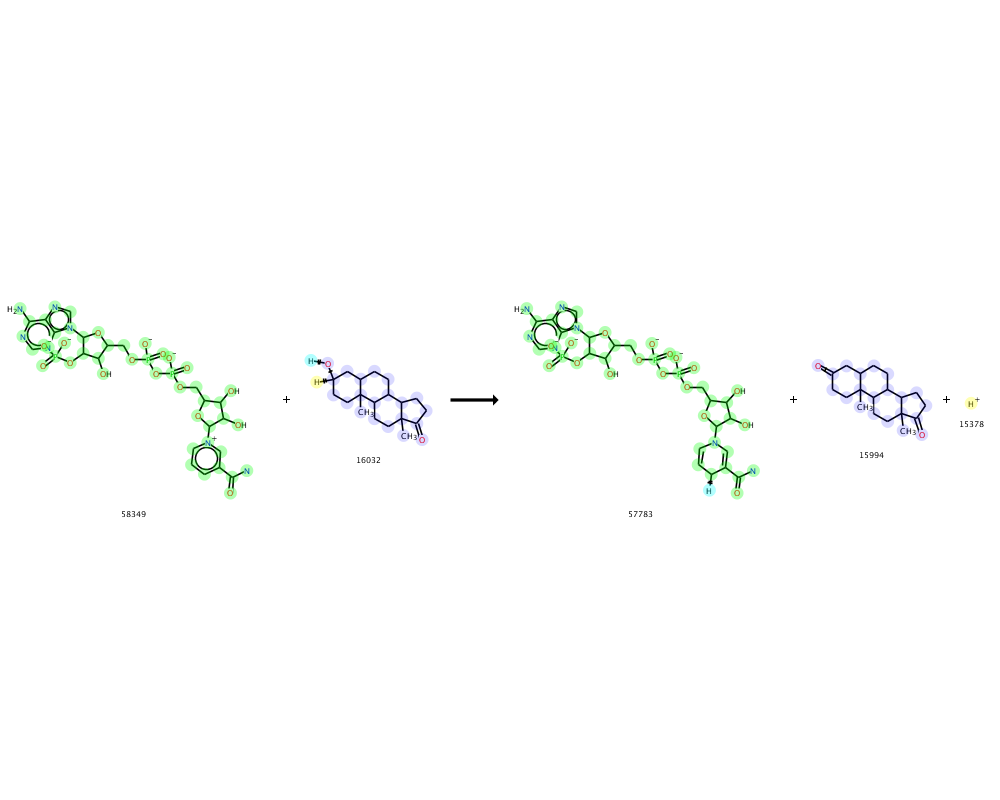 H₂N N N N N O O⁻ O P O OH O O⁻ P O O O⁻ P O O OH OH O N⁺ N O
58349
+
H O H CH₃ CH₃ O
16032
H₂N N N N N O O⁻ O P O OH O O⁻ P O O O⁻ P O O OH OH O N N O H
57783
+
O CH₃ CH₃ O
15994
+
H⁺
15378